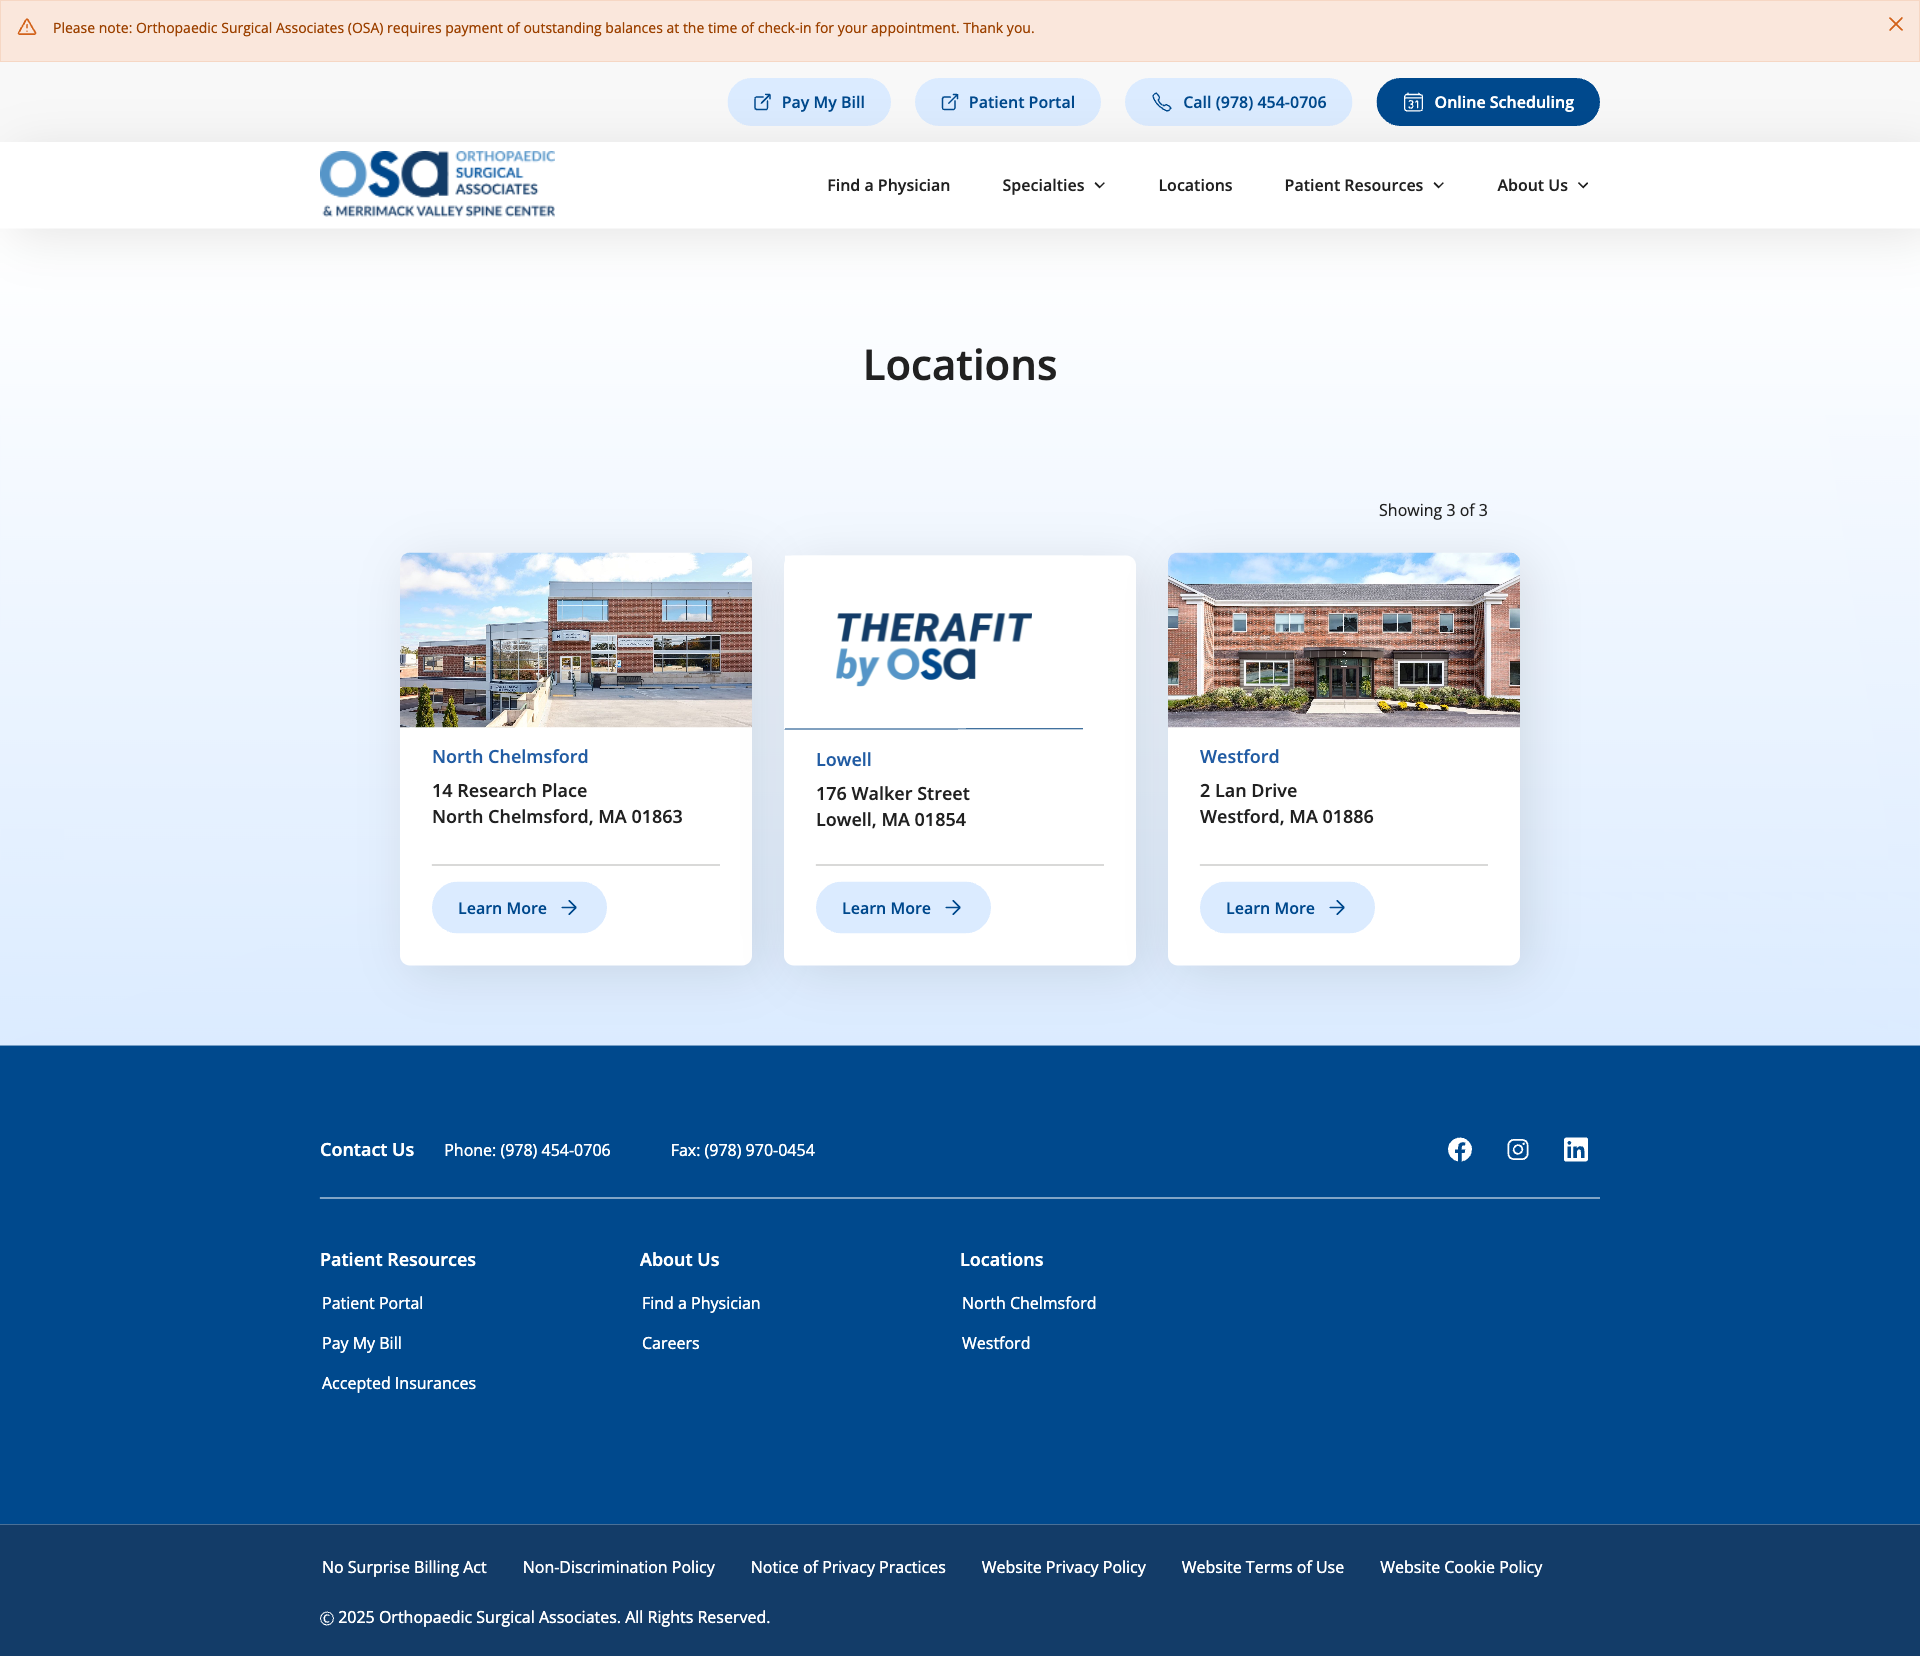 Please note: Orthopaedic Surgical Associates (OSA) requires payment of outstanding balances at the time of check-in for your appointment. Thank you.
Pay My Bill
Patient Portal
Call (978) 454-0706
31
Online Scheduling
osa ORTHOPAEDIC
SURGICAL
ASSOCIATES
& MERRIMACK VALLEY SPINE CENTER
Find a Physician
Specialties
Locations
Patient Resources
About Us
Locations
Showing 3 of 3
North Chelmsford
14 Research Place
North Chelmsford, MA 01863
Learn More
THERAFIT
by osa
Lowell
176 Walker Street
Lowell, MA 01854
Learn More
Westford
2 Lan Drive
Westford, MA 01886
Learn More
Contact Us
Phone: (978) 454-0706
Fax: (978) 970-0454
Patient Resources
Patient Portal
Pay My Bill
Accepted Insurances
About Us
Find a Physician
Careers
Locations
North Chelmsford
Westford
No Surprise Billing Act
Non-Discrimination Policy
Notice of Privacy Practices
Website Privacy Policy
Website Terms of Use
Website Cookie Policy
© 2025 Orthopaedic Surgical Associates. All Rights Reserved.